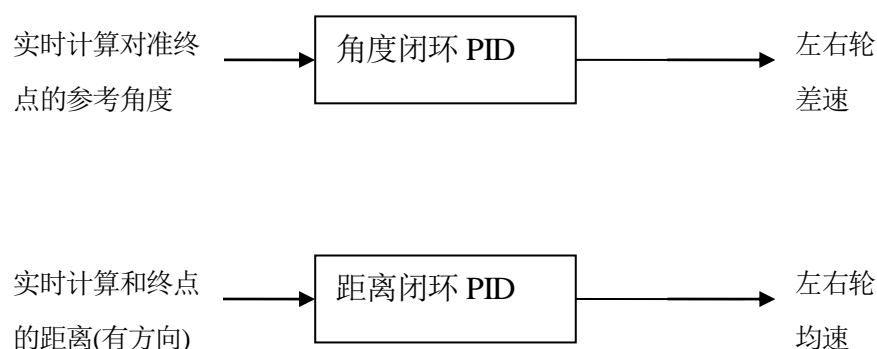 实时计算对准终
点的参考角度
角度闭环 PID
左右轮
差速
实时计算和终点
的距离(有方向)
距离闭环 PID
左右轮
均速